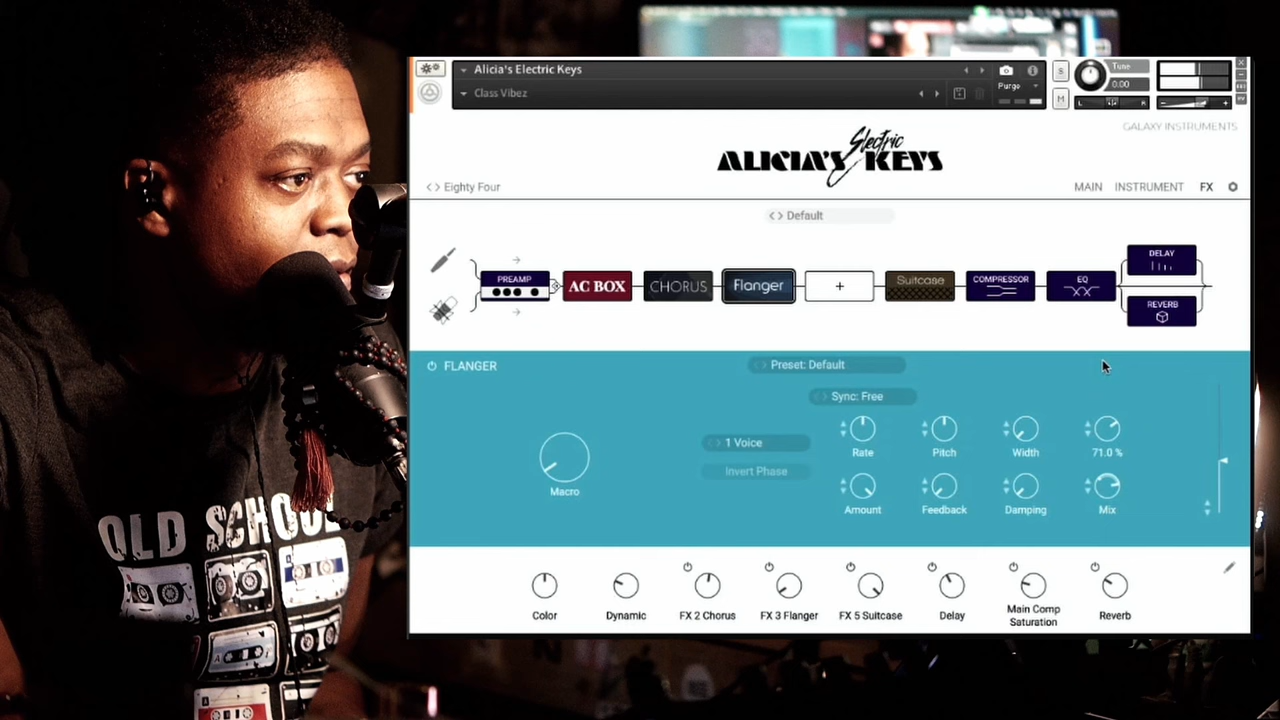 Alicia's Electric Keys
Class Vibez
Purge
S
M
Tune
0.00
L
R
GALAXY INSTRUMENTS
Electric
ALICIA'S KEYS
Eighty Four
MAIN INSTRUMENT FX
Default
PREAMP
AC BOX
CHORUS
Flanger
+
Suitcase
COMPRESSOR
EQ
DELAY
REVERB
FLANGER
Preset: Default
Sync: Free
1 Voice
Invert Phase
Macro
Rate Pitch Width 71.0 %
Amount Feedback Damping Mix
Color Dynamic FX 2 Chorus FX 3 Flanger FX 5 Suitcase Delay Main Comp Saturation Reverb
OLD SCHOOL